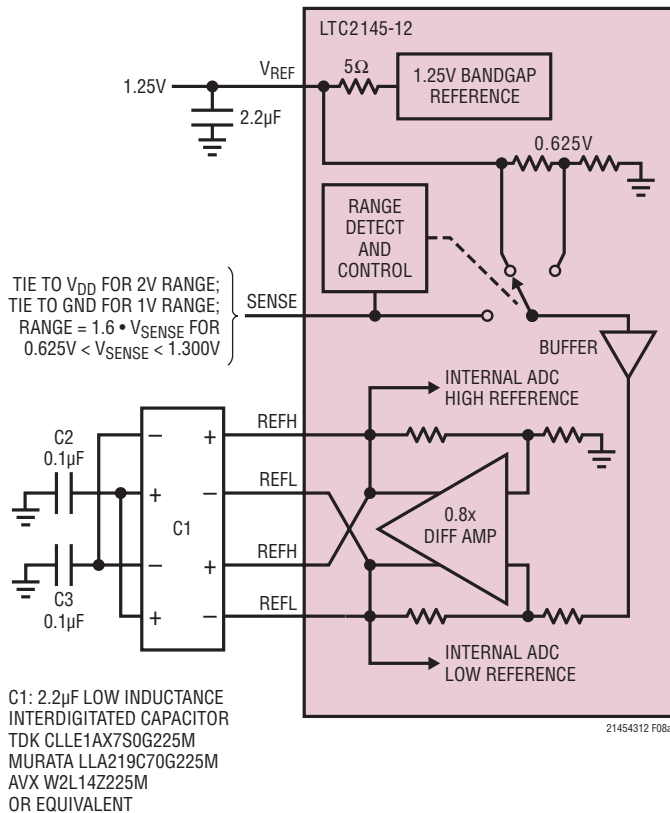 LTC2145-12
VREF
5Ω
1.25V
1.25V BANDGAP
REFERENCE
2.2µF
0.625V
RANGE
DETECT
AND
CONTROL
TIE TO VDD FOR 2V RANGE;
TIE TO GND FOR 1V RANGE;
RANGE = 1.6 • VSENSE FOR
0.625V < VSENSE < 1.300V
SENSE
BUFFER
INTERNAL ADC
HIGH REFERENCE
C2
0.1µF
– + REFH
+ – REFL
C1
0.8x
DIFF AMP
– + REFH
C3
0.1µF
+ – REFL
INTERNAL ADC
LOW REFERENCE
C1: 2.2µF LOW INDUCTANCE
INTERDIGITATED CAPACITOR
TDK CLLE1AX7S0G225M
MURATA LLA219C70G225M
AVX W2L14Z225M
OR EQUIVALENT
21454312 F08a